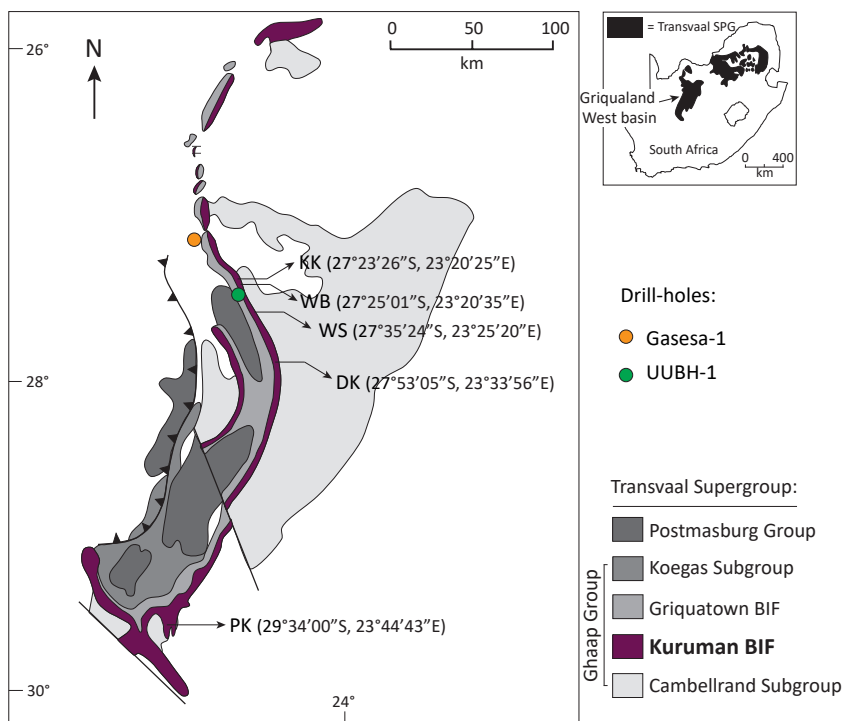 26°
N
0 50 100
km
= Transvaal SPG
Griqualand
West basin
South Africa
0 400
km
KK (27°23’26”S, 23°20’25”E)
WB (27°25’01”S, 23°20’35”E)
WS (27°35’24”S, 23°25’20”E)
DK (27°53’05”S, 23°33’56”E)
28°
Drill-holes:
Gasesa-1
UUBH-1
PK (29°34’00”S, 23°44’43”E)
30°
24°
Transvaal Supergroup:
Postmasburg Group
Koegas Subgroup
Griquatown BIF
Kuruman BIF
Cambellrand Subgroup
Ghaap Group